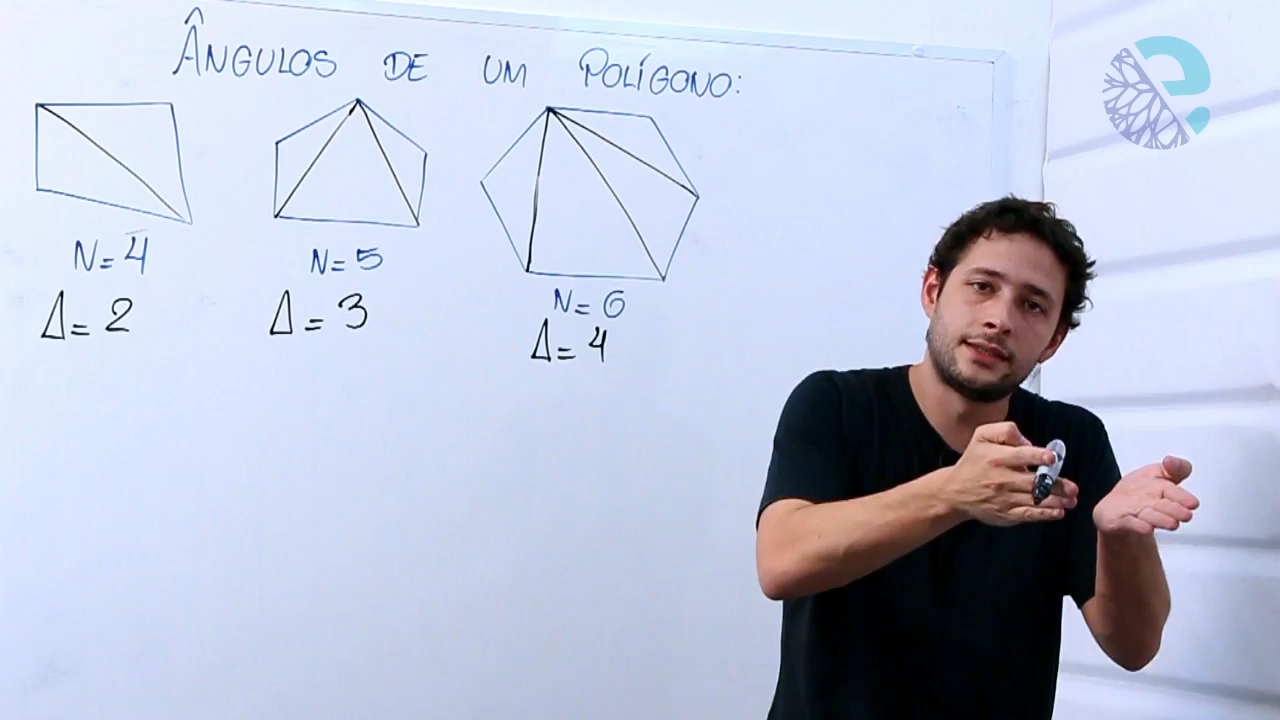 ÂNGULOS DE UM POLÍGONO:
N=4
N=5
N=6
Δ=2
Δ=3
Δ=4